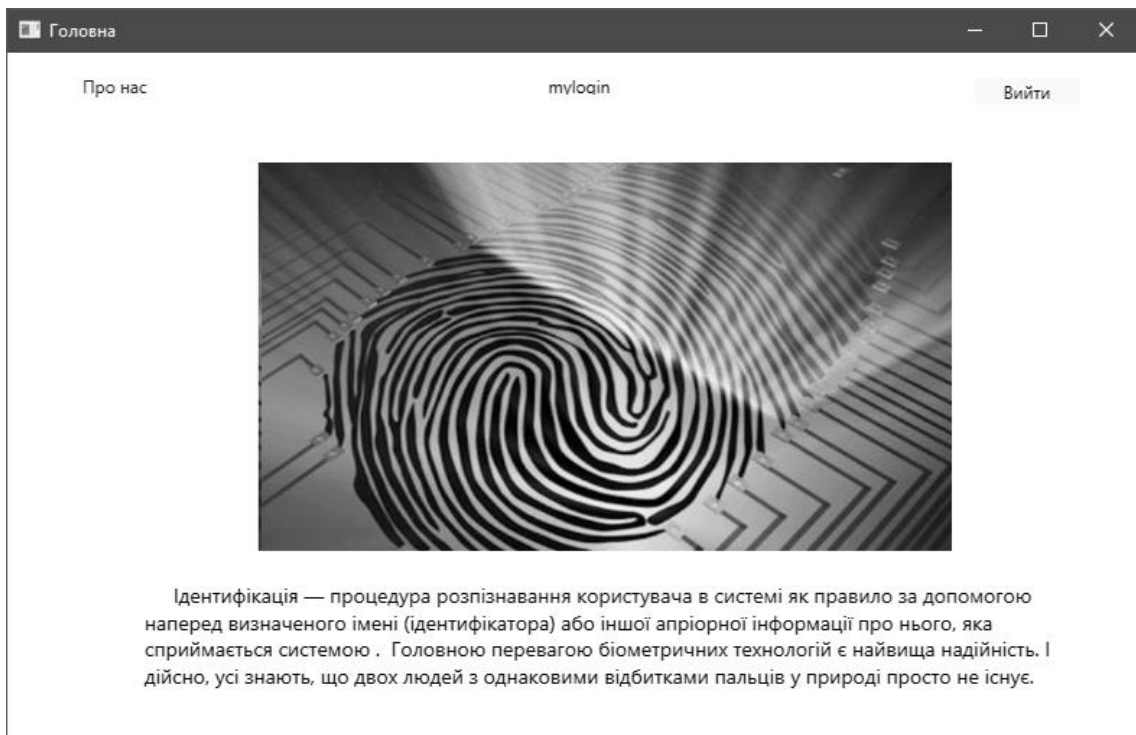 Головна
Про нас
mylogin
Вийти
Ідентифікація — процедура розпізнавання користувача в системі як правило за допомогою
наперед визначеного імені (ідентифікатора) або іншої апріорної інформації про нього, яка
сприймається системою .  Головною перевагою біометричних технологій є найвища надійність. І
дійсно, усі знають, що двох людей з однаковими відбитками пальців у природі просто не існує.